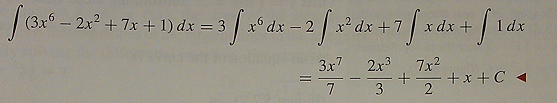 ∫(3x⁶ − 2x² + 7x + 1) dx = 3 ∫ x⁶ dx − 2 ∫ x² dx + 7 ∫ x dx + ∫ 1 dx
= 3x⁷/7 − 2x³/3 + 7x²/2 + x + C ◄